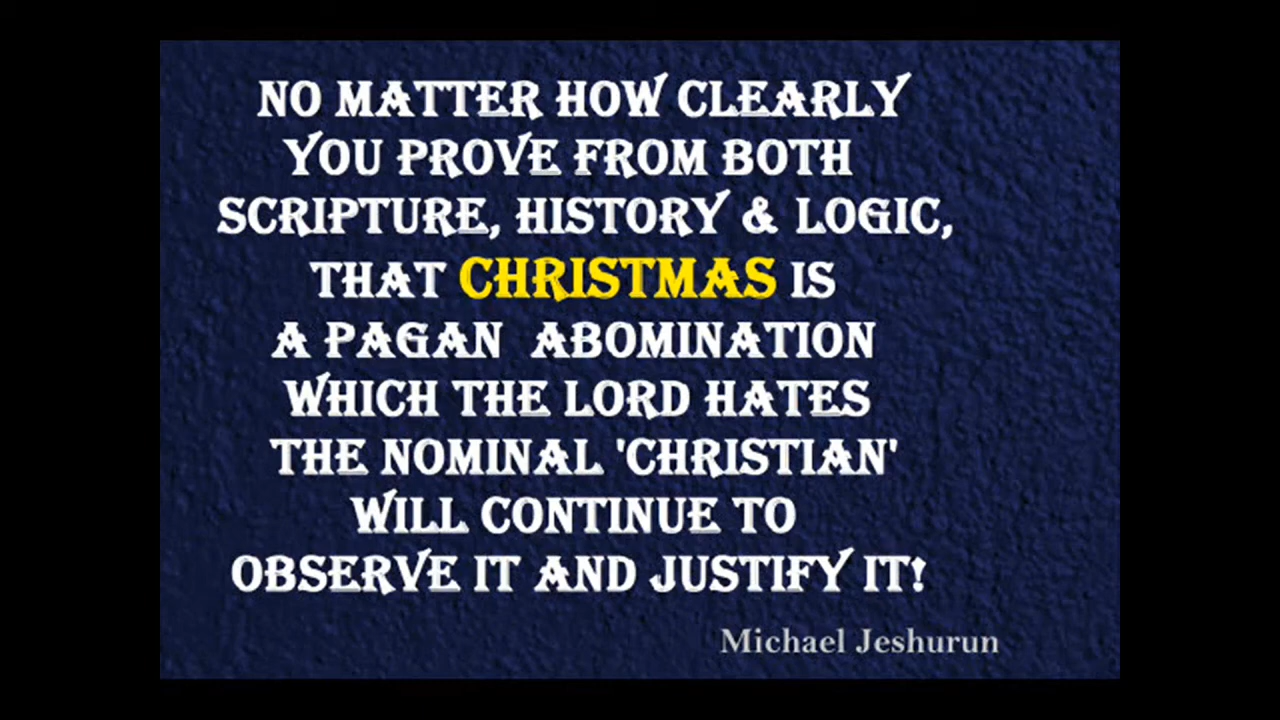 NO MATTER HOW CLEARLY
YOU PROVE FROM BOTH
SCRIPTURE, HISTORY & LOGIC,
THAT CHRISTMAS IS
A PAGAN ABOMINATION
WHICH THE LORD HATES
THE NOMINAL 'CHRISTIAN'
WILL CONTINUE TO
OBSERVE IT AND JUSTIFY IT!
Michael Jeshurun